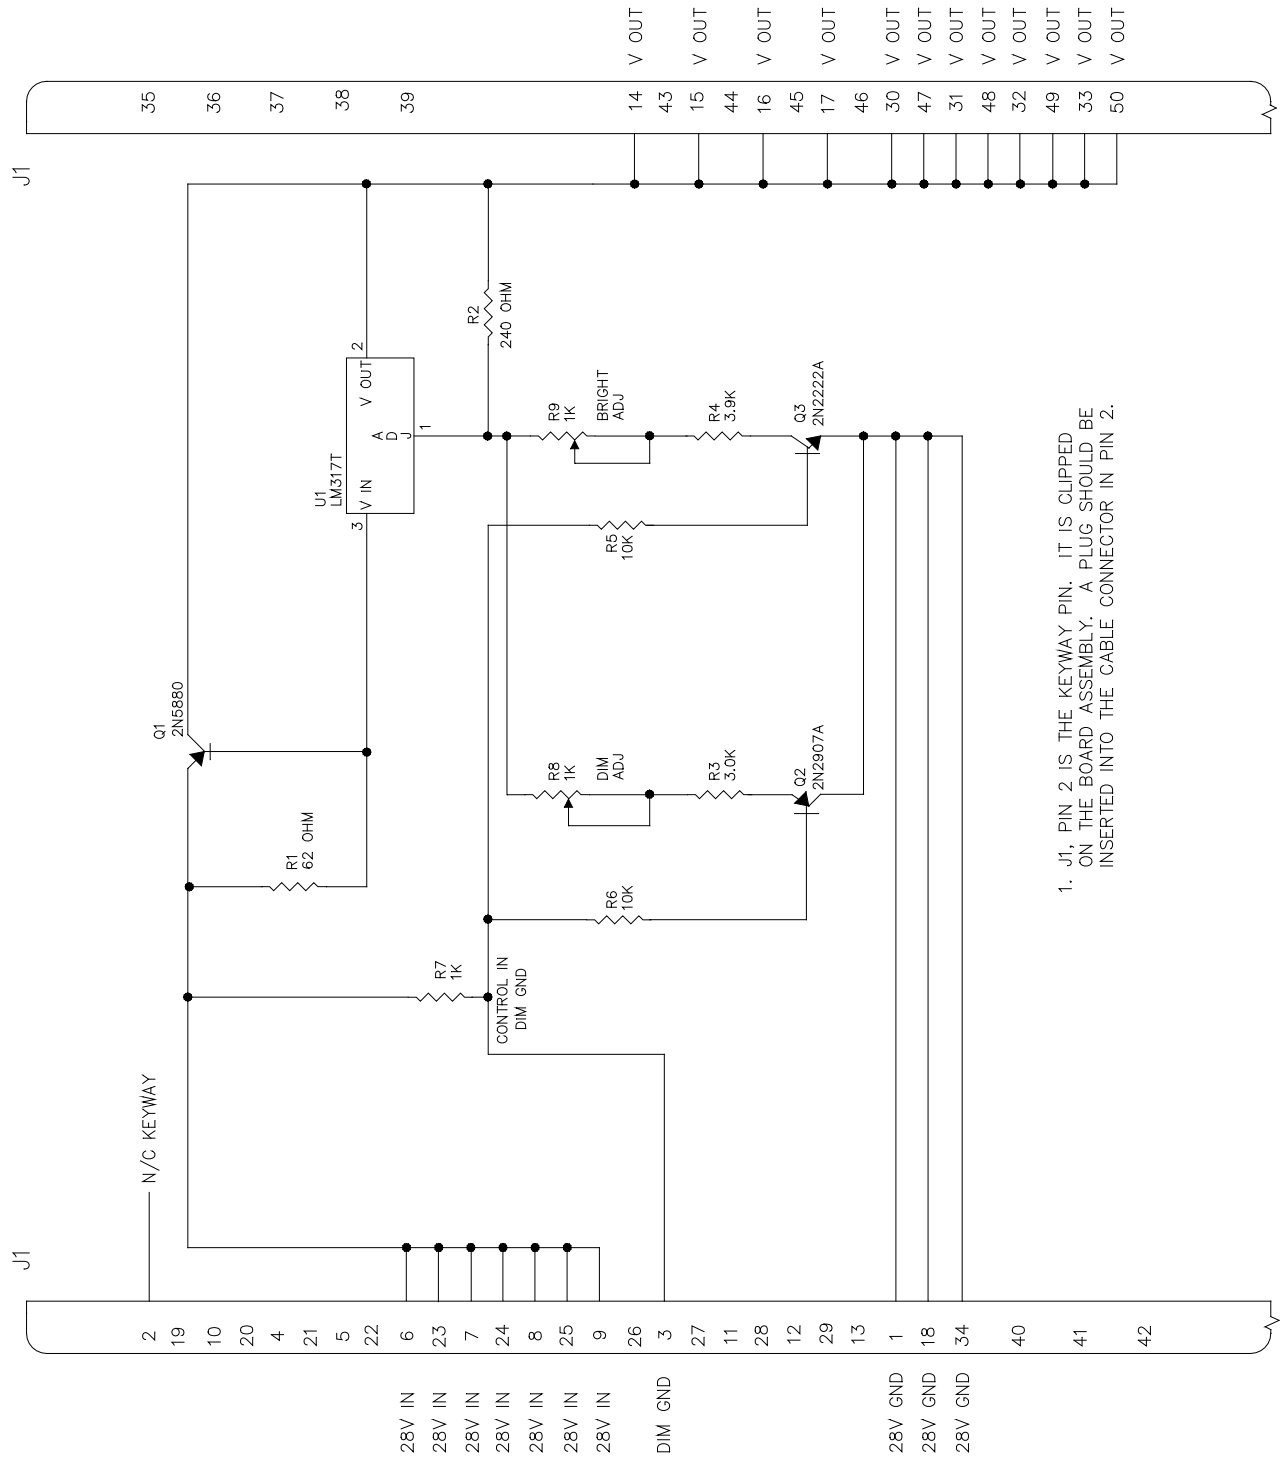 J1
2
N/C KEYWAY
19
10
20
4
21
5
22
28V IN 6
28V IN 23
28V IN 7
28V IN 24
28V IN 8
28V IN 25
28V IN 9
26
DIM GND 3
27
11
28
12
29
13
28V GND 1
28V GND 18
28V GND 34
40
41
42
Q1
2N5880
R1
62 OHM
R7
1K
CONTROL IN
DIM GND
U1
LM317T
3
V IN
V OUT
2
A
D
J
1
R2
240 OHM
R8
1K
DIM
ADJ
R9
1K
BRIGHT
ADJ
R6
10K
R5
10K
R3
3.0K
R4
3.9K
Q2
2N2907A
Q3
2N2222A
J1
35
36
37
38
39
14 V OUT
43
15 V OUT
44
16 V OUT
45
17 V OUT
46
30 V OUT
47 V OUT
31 V OUT
48 V OUT
32 V OUT
49 V OUT
33 V OUT
50 V OUT
1. J1, PIN 2 IS THE KEYWAY PIN. IT IS CLIPPED
ON THE BOARD ASSEMBLY. A PLUG SHOULD BE
INSERTED INTO THE CABLE CONNECTOR IN PIN 2.